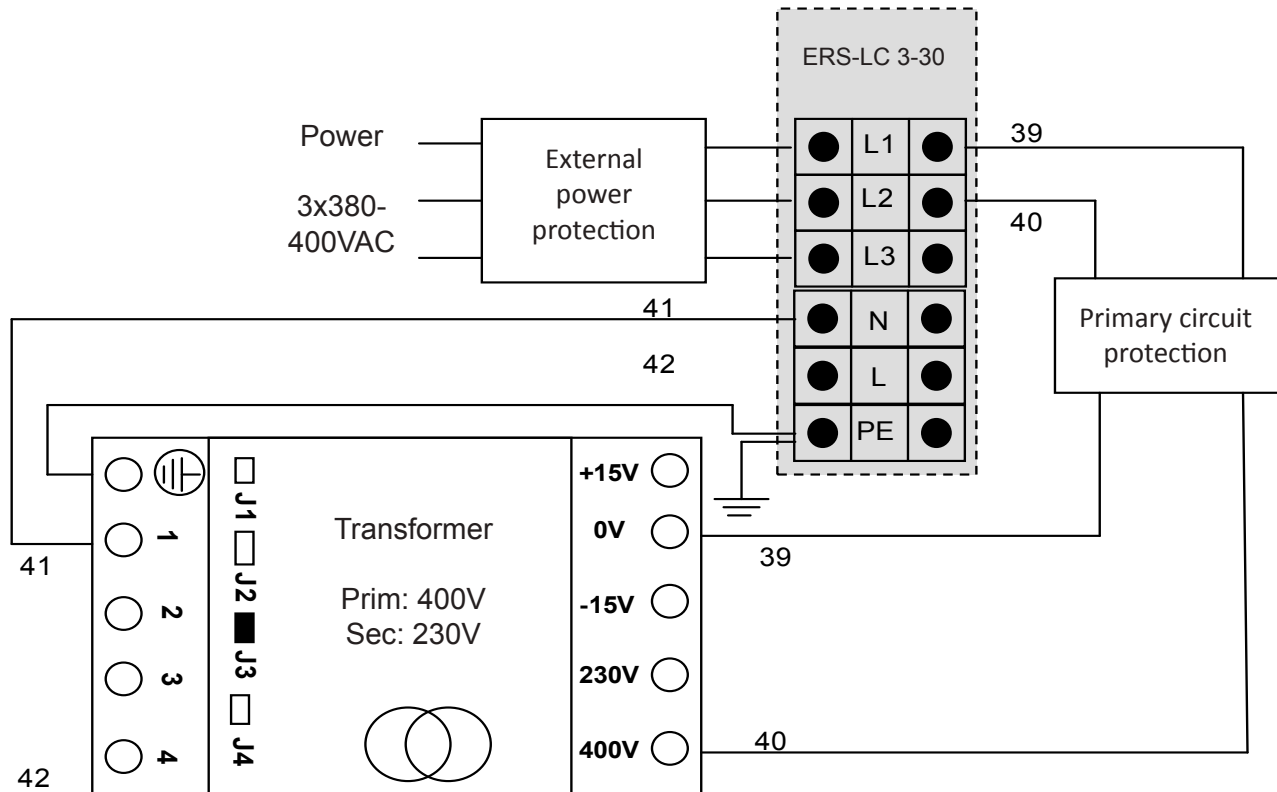 ERS-LC 3-30
Power
3x380-
400VAC
External
power
protection
L1
L2
L3
N
L
PE
39
40
41
42
Primary circuit
protection
1
2
3
4
J1
J2
J3
J4
Transformer
Prim: 400V
Sec: 230V
+15V
0V
-15V
230V
400V
39
40
41
42